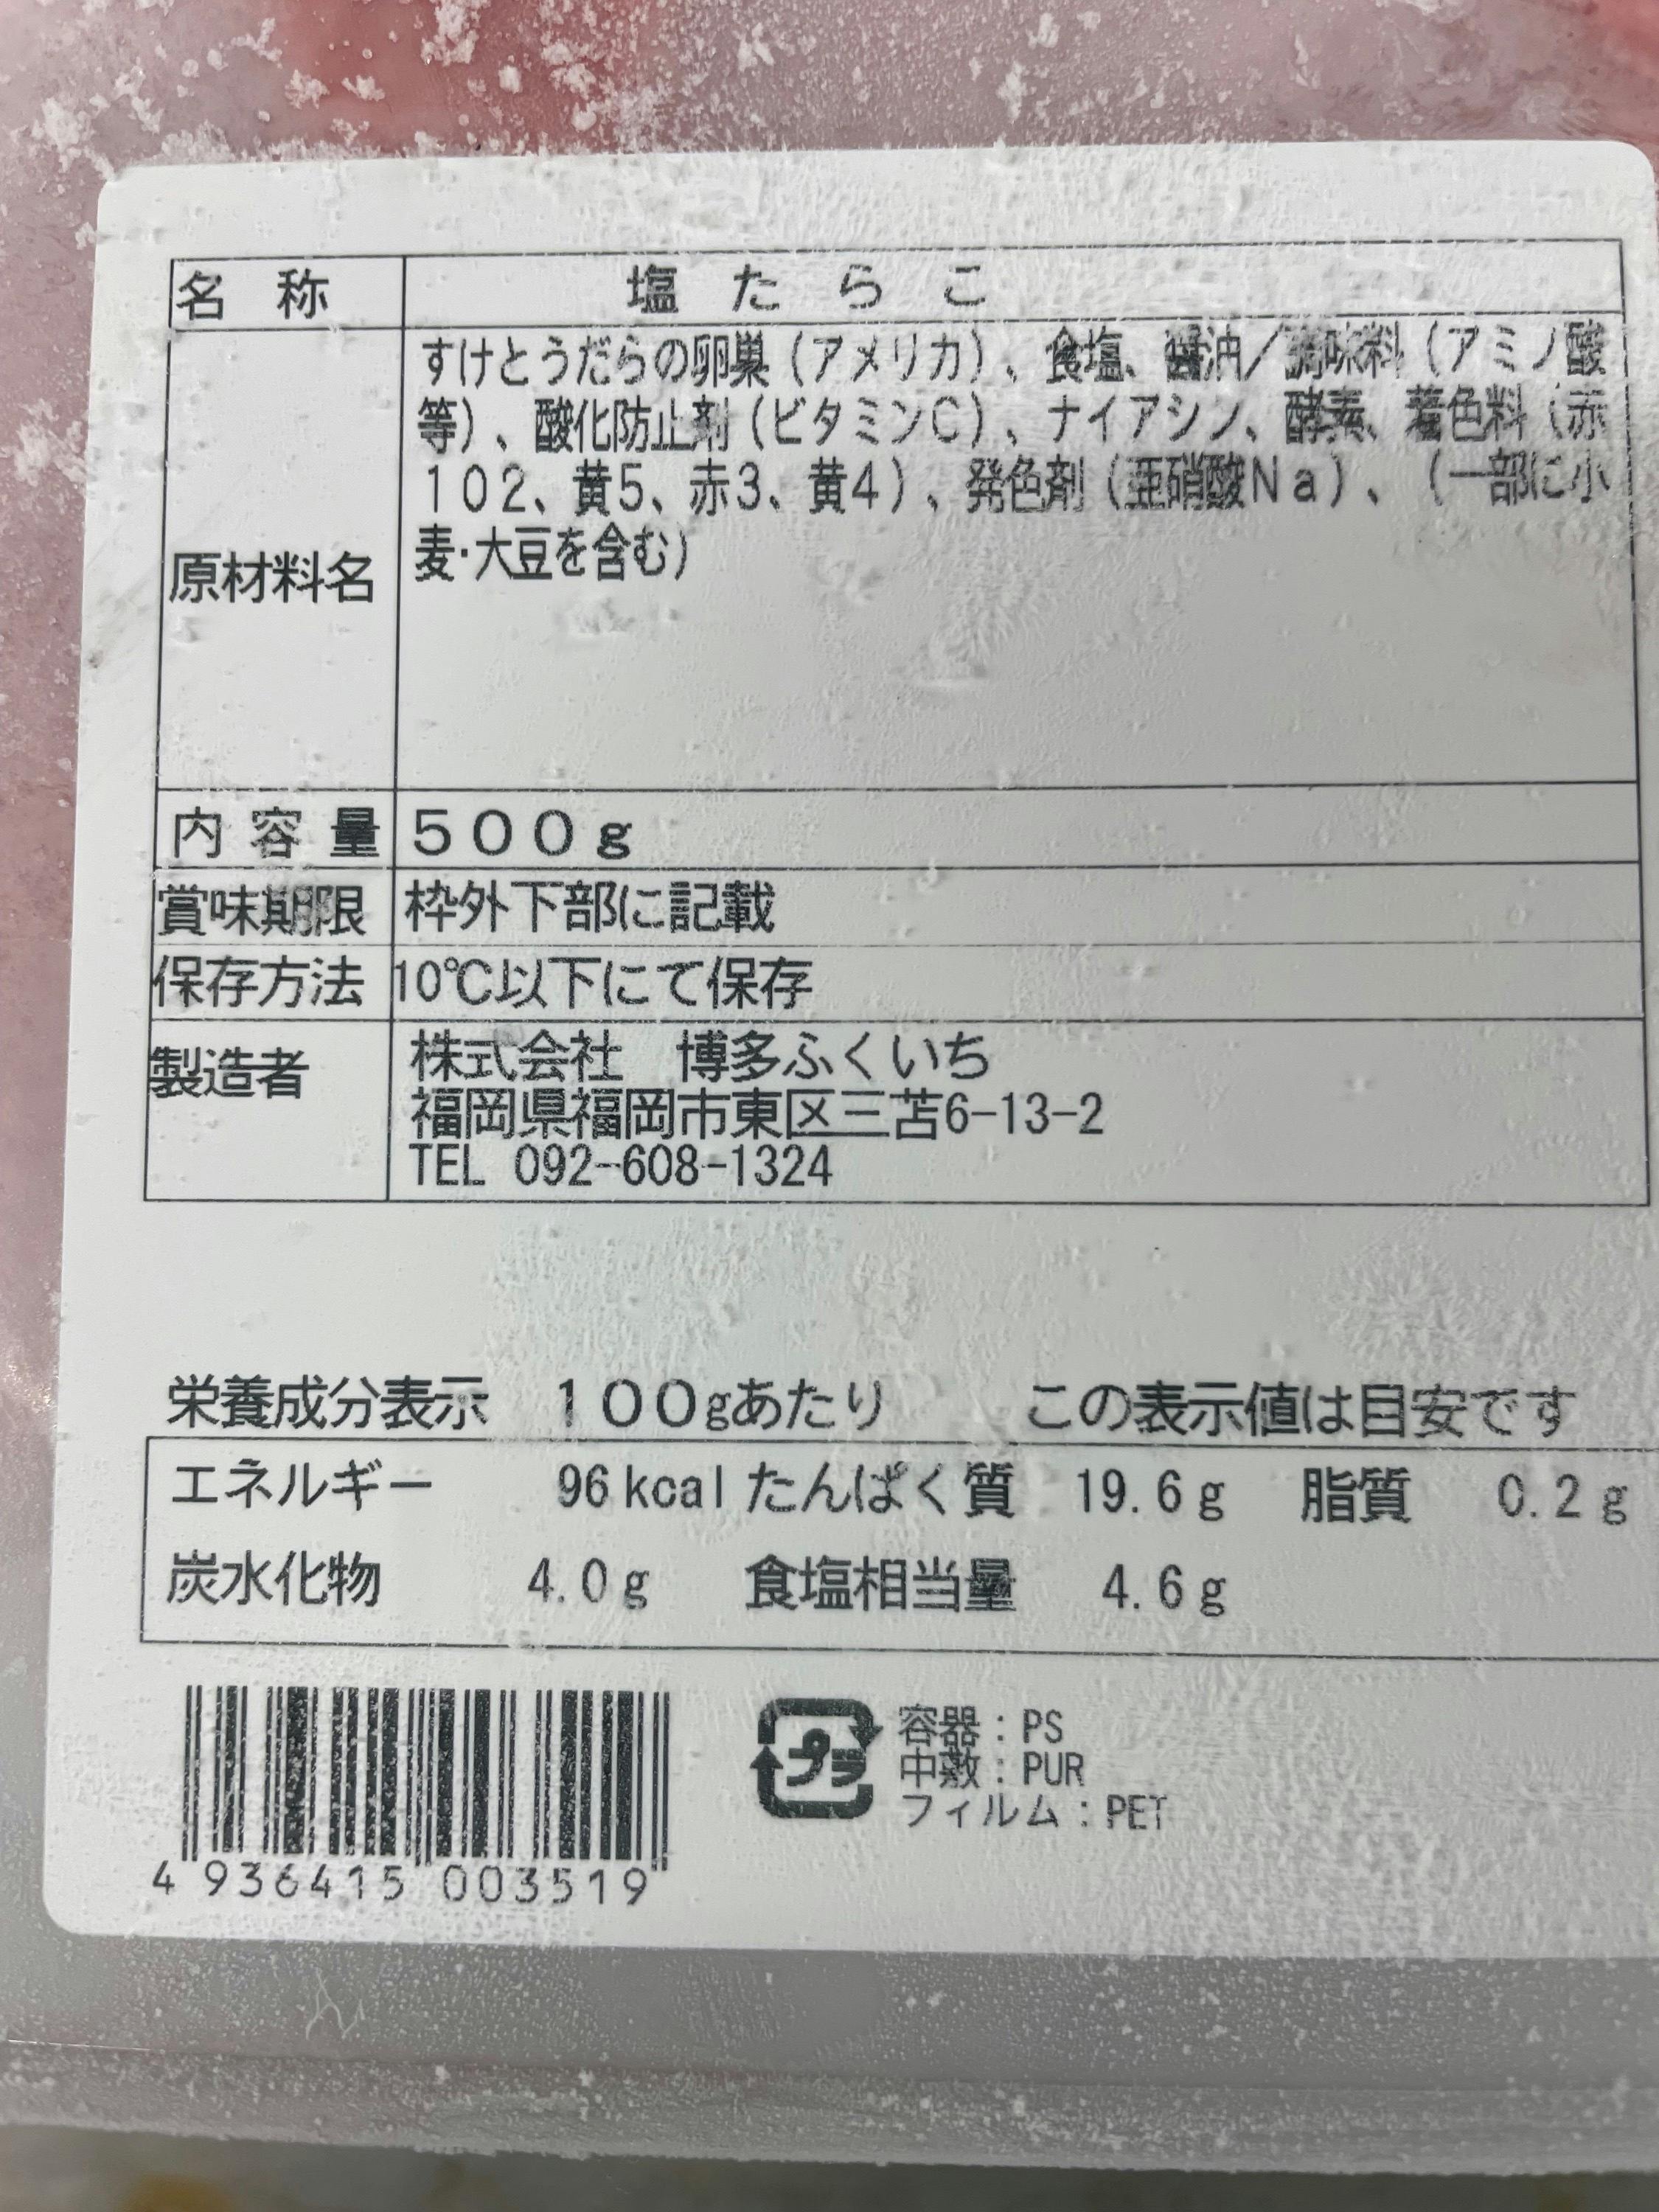 名称 塩たらこ
原材料名
すけとうだらの卵巣（アメリカ）、食塩、醤油／調味料（アミノ酸
等）、酸化防止剤（ビタミンC）、ナイアシン、酵素、着色料（赤
102、黄5、赤3、黄4）、発色剤（亜硝酸Na）、（一部に小
麦・大豆を含む）
内容量 500g
賞味期限 枠外下部に記載
保存方法 10℃以下にて保存
製造者 株式会社 博多ふくいち
福岡県福岡市東区三苫6-13-2
TEL 092-608-1324
栄養成分表示 100gあたり この表示値は目安です
エネルギー 96kcal たんぱく質 19.6g 脂質 0.2g
炭水化物 4.0g 食塩相当量 4.6g
プラ
容器：PS
中敷：PUR
フィルム：PET
4 936415 003519